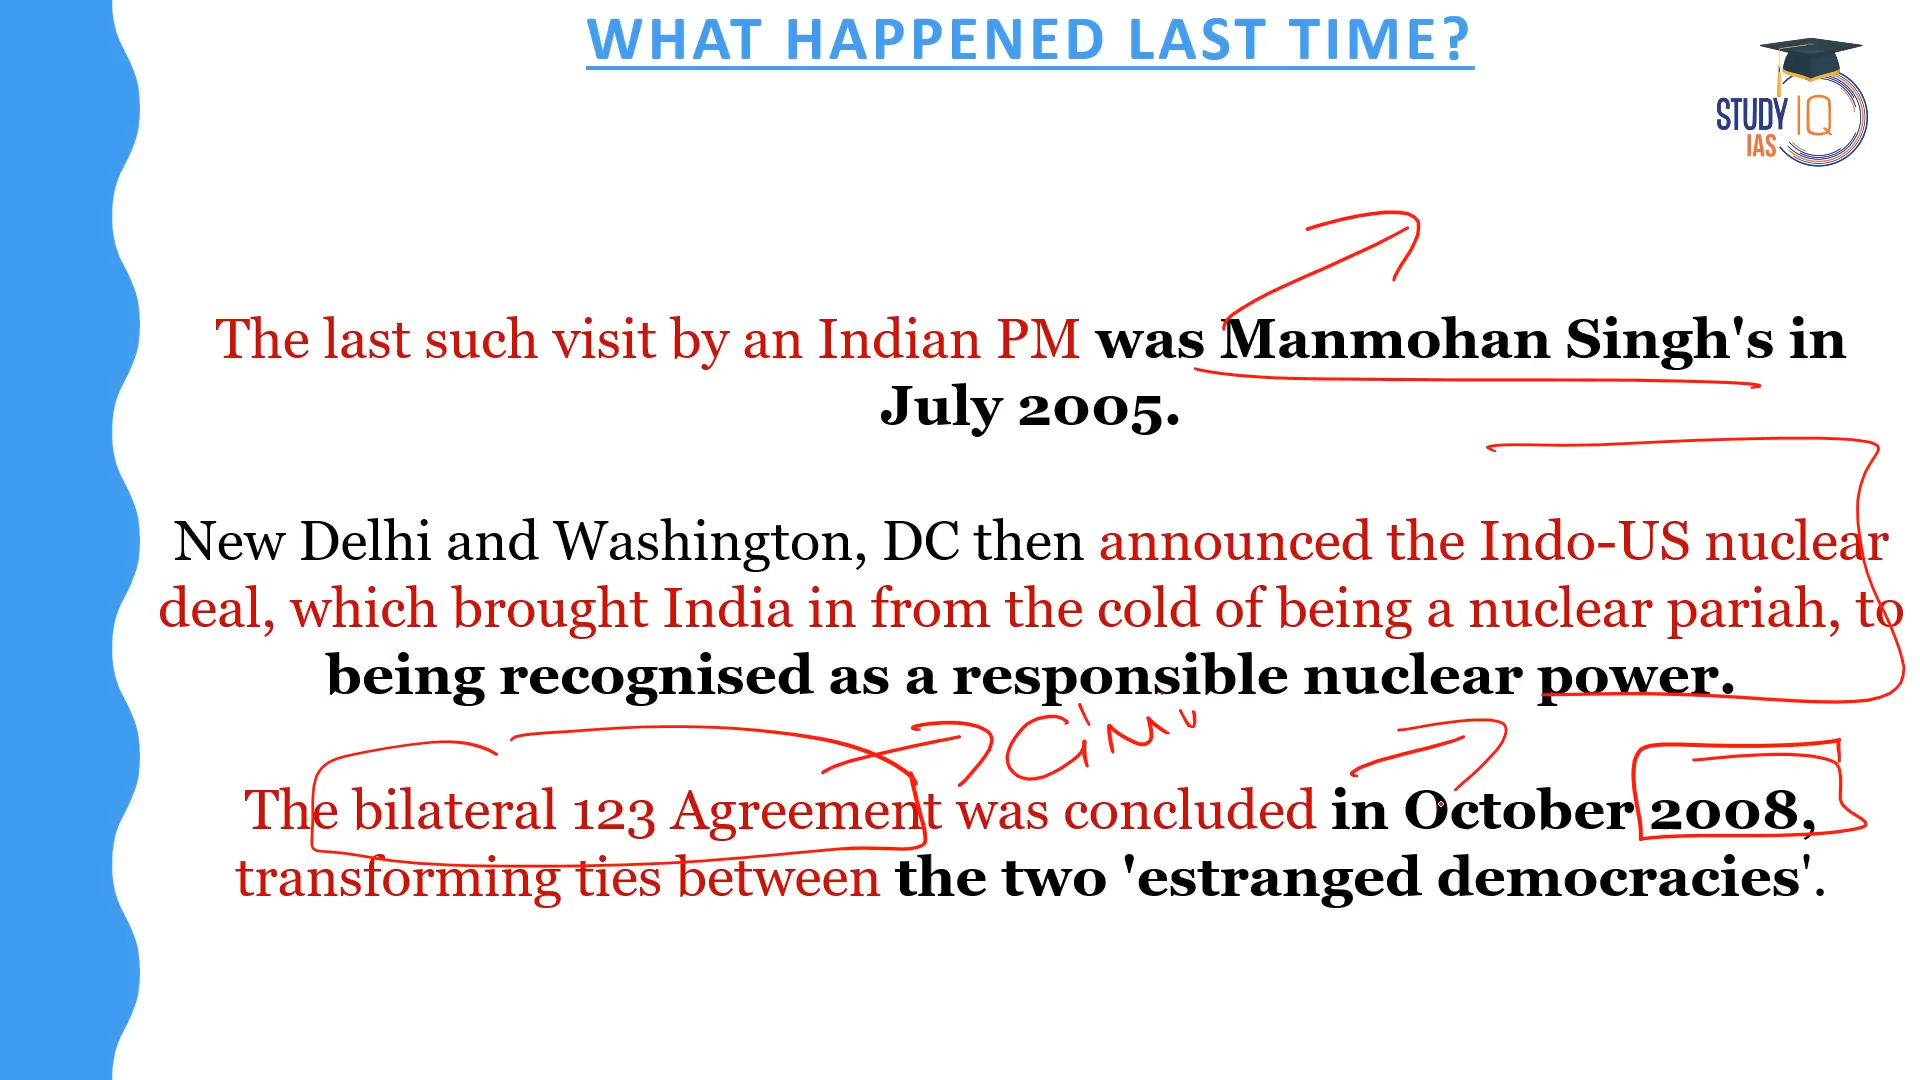 WHAT HAPPENED LAST TIME?
STUDY IQ
IAS
The last such visit by an Indian PM was Manmohan Singh's in
July 2005.
New Delhi and Washington, DC then announced the Indo-US nuclear
deal, which brought India in from the cold of being a nuclear pariah, to
being recognised as a responsible nuclear power.
The bilateral 123 Agreement was concluded in October 2008,
transforming ties between the two 'estranged democracies'.